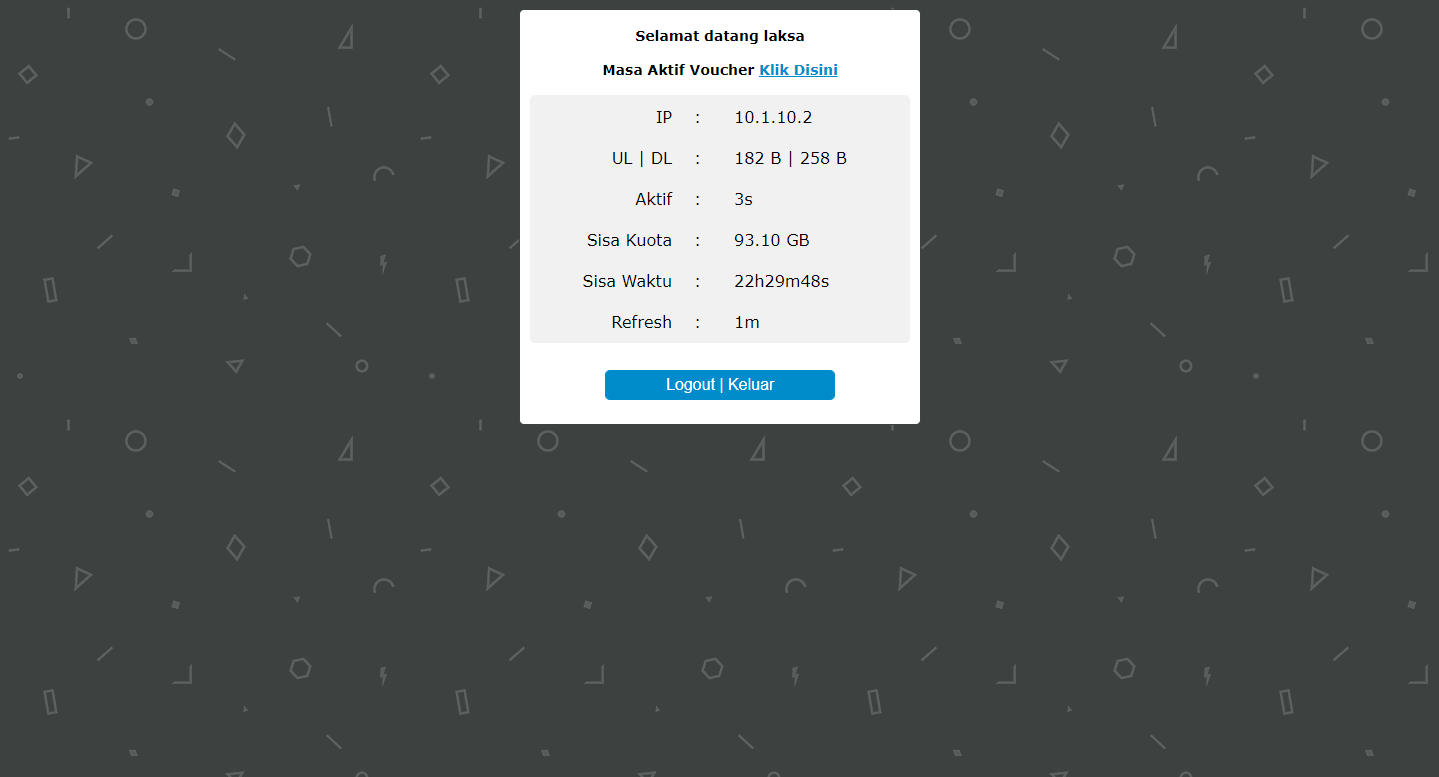 Selamat datang laksa
Masa Aktif Voucher Klik Disini
IP : 10.1.10.2
UL | DL : 182 B | 258 B
Aktif : 3s
Sisa Kuota : 93.10 GB
Sisa Waktu : 22h29m48s
Refresh : 1m
Logout | Keluar